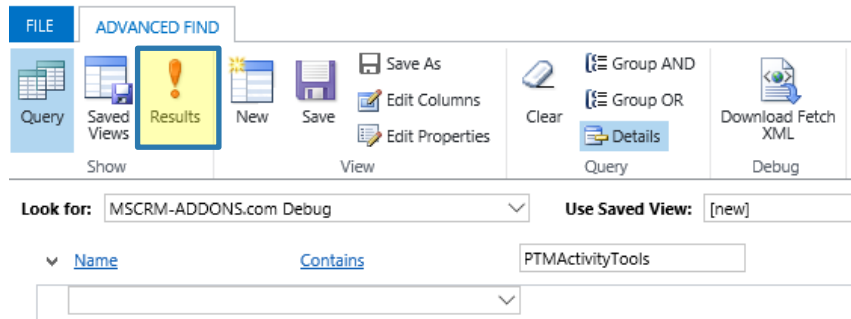 FILE
ADVANCED FIND
Query
Saved
Views
Results
Show
New
Save
Save As
Edit Columns
Edit Properties
View
Clear
Group AND
Group OR
Details
Query
Download Fetch
XML
Debug
Look for:
MSCRM-ADDONS.com Debug
Use Saved View:
[new]
Name
Contains
PTMActivityTools